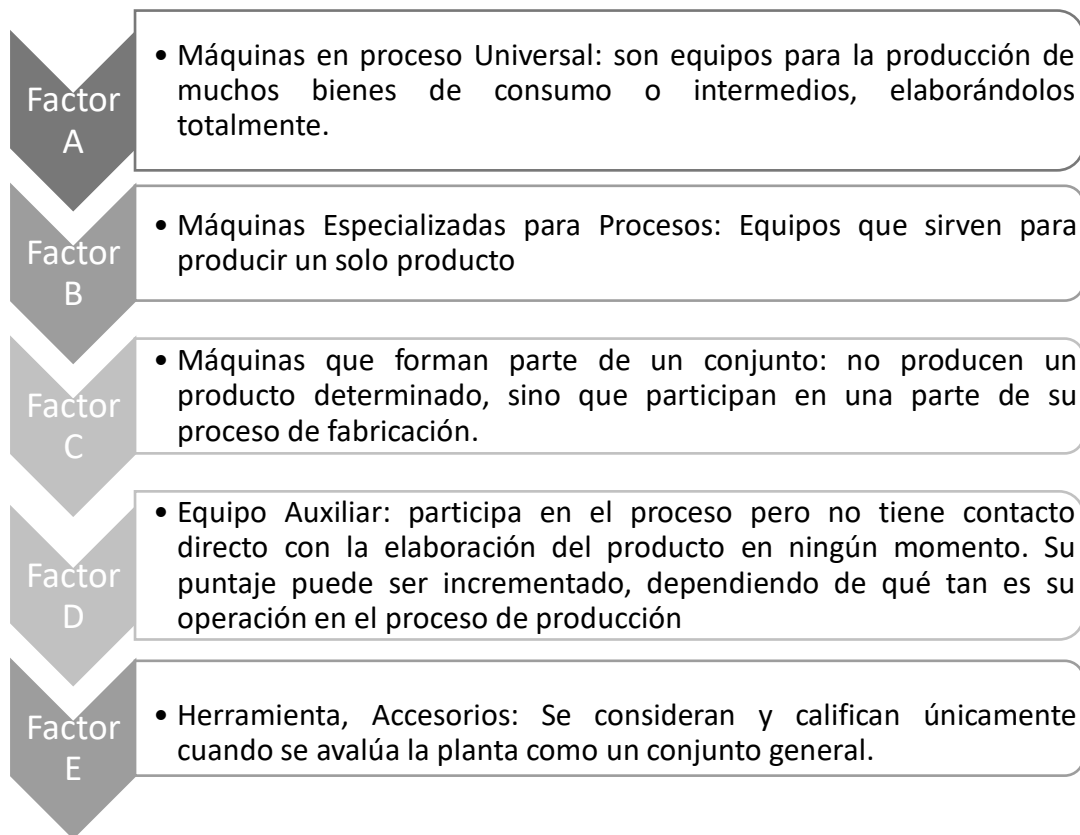 Factor
A
• Máquinas en proceso Universal: son equipos para la producción de
muchos bienes de consumo o intermedios, elaborándolos
totalmente.
Factor
B
• Máquinas Especializadas para Procesos: Equipos que sirven para
producir un solo producto
Factor
C
• Máquinas que forman parte de un conjunto: no producen un
producto determinado, sino que participan en una parte de su
proceso de fabricación.
Factor
D
• Equipo Auxiliar: participa en el proceso pero no tiene contacto
directo con la elaboración del producto en ningún momento. Su
puntaje puede ser incrementado, dependiendo de qué tan es su
operación en el proceso de producción
Factor
E
• Herramienta, Accesorios: Se consideran y califican únicamente
cuando se avalúa la planta como un conjunto general.